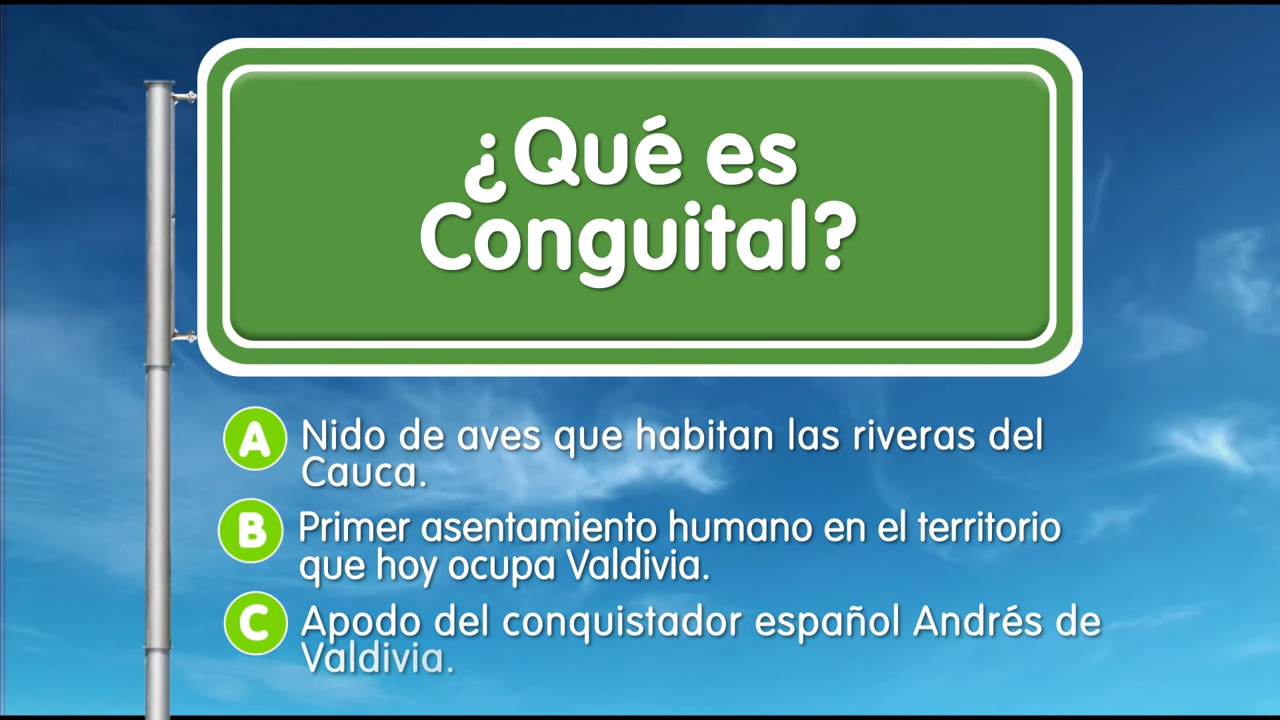 ¿Qué es
Conguital?
A Nido de aves que habitan las riveras del
Cauca.
B Primer asentamiento humano en el territorio
que hoy ocupa Valdivia.
C Apodo del conquistador español Andrés de
Valdivia.